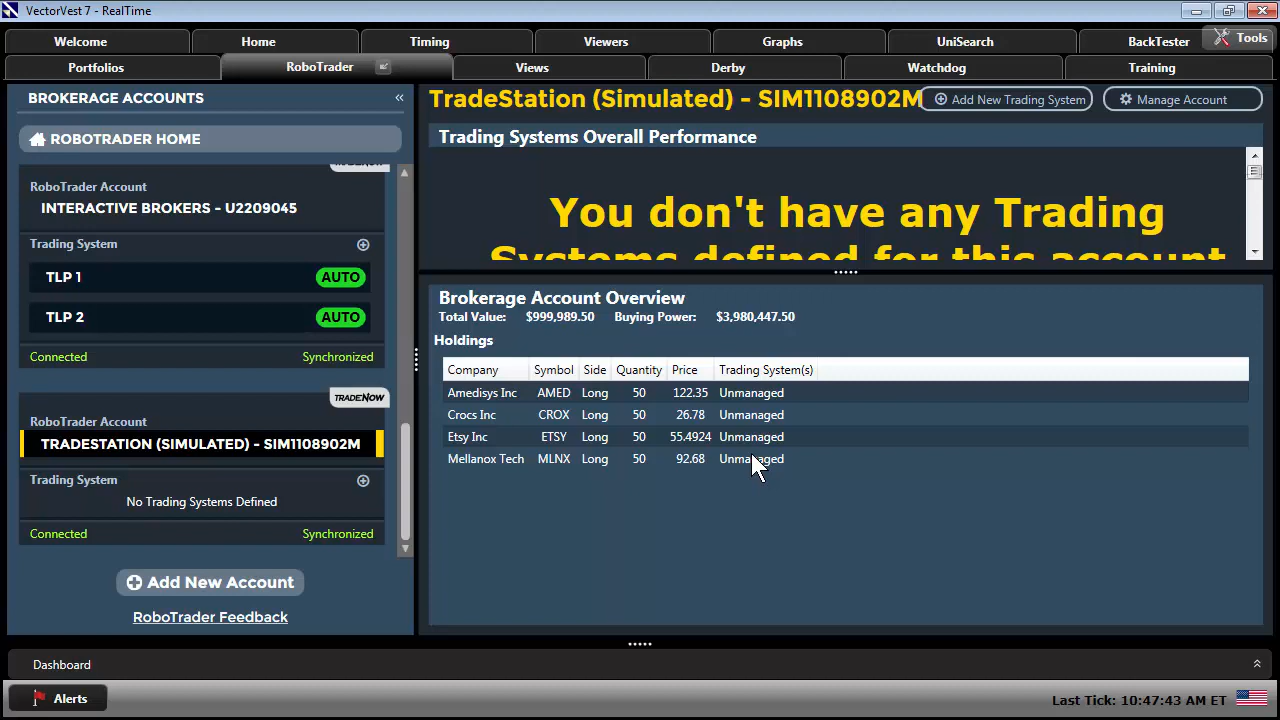 VectorVest 7 - RealTime
Welcome
Home
Timing
Viewers
Graphs
UniSearch
BackTester
Tools
Portfolios
RoboTrader
Views
Derby
Watchdog
Training
BROKERAGE ACCOUNTS
«
ROBOTRADER HOME
RoboTrader Account
INTERACTIVE BROKERS - U2209045
Trading System
TLP 1 AUTO
TLP 2 AUTO
Connected Synchronized
TRADENOW
RoboTrader Account
TRADESTATION (SIMULATED) - SIM1108902M
Trading System
No Trading Systems Defined
Connected Synchronized
Add New Account
RoboTrader Feedback
TradeStation (Simulated) - SIM1108902M
Add New Trading System
Manage Account
Trading Systems Overall Performance
You don't have any Trading
Systems defined for this account
Brokerage Account Overview
Total Value: $999,989.50 Buying Power: $3,980,447.50
Holdings
Company Symbol Side Quantity Price Trading System(s)
Amedisys Inc AMED Long 50 122.35 Unmanaged
Crocs Inc CROX Long 50 26.78 Unmanaged
Etsy Inc ETSY Long 50 55.4924 Unmanaged
Mellanox Tech MLNX Long 50 92.68 Unmanaged
Dashboard
Alerts
Last Tick: 10:47:43 AM ET